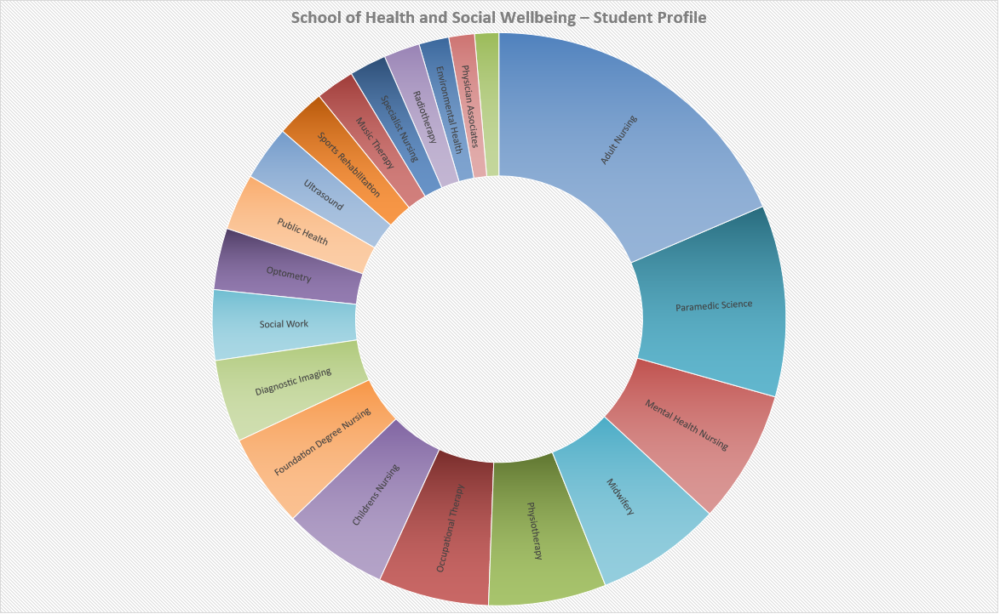 School of Health and Social Wellbeing – Student Profile
Adult Nursing
Paramedic Science
Mental Health Nursing
Midwifery
Physiotherapy
Occupational Therapy
Childrens Nursing
Foundation Degree Nursing
Diagnostic Imaging
Social Work
Optometry
Public Health
Ultrasound
Sports Rehabilitation
Music Therapy
Specialist Nursing
Radiotherapy
Environmental Health
Physician Associates